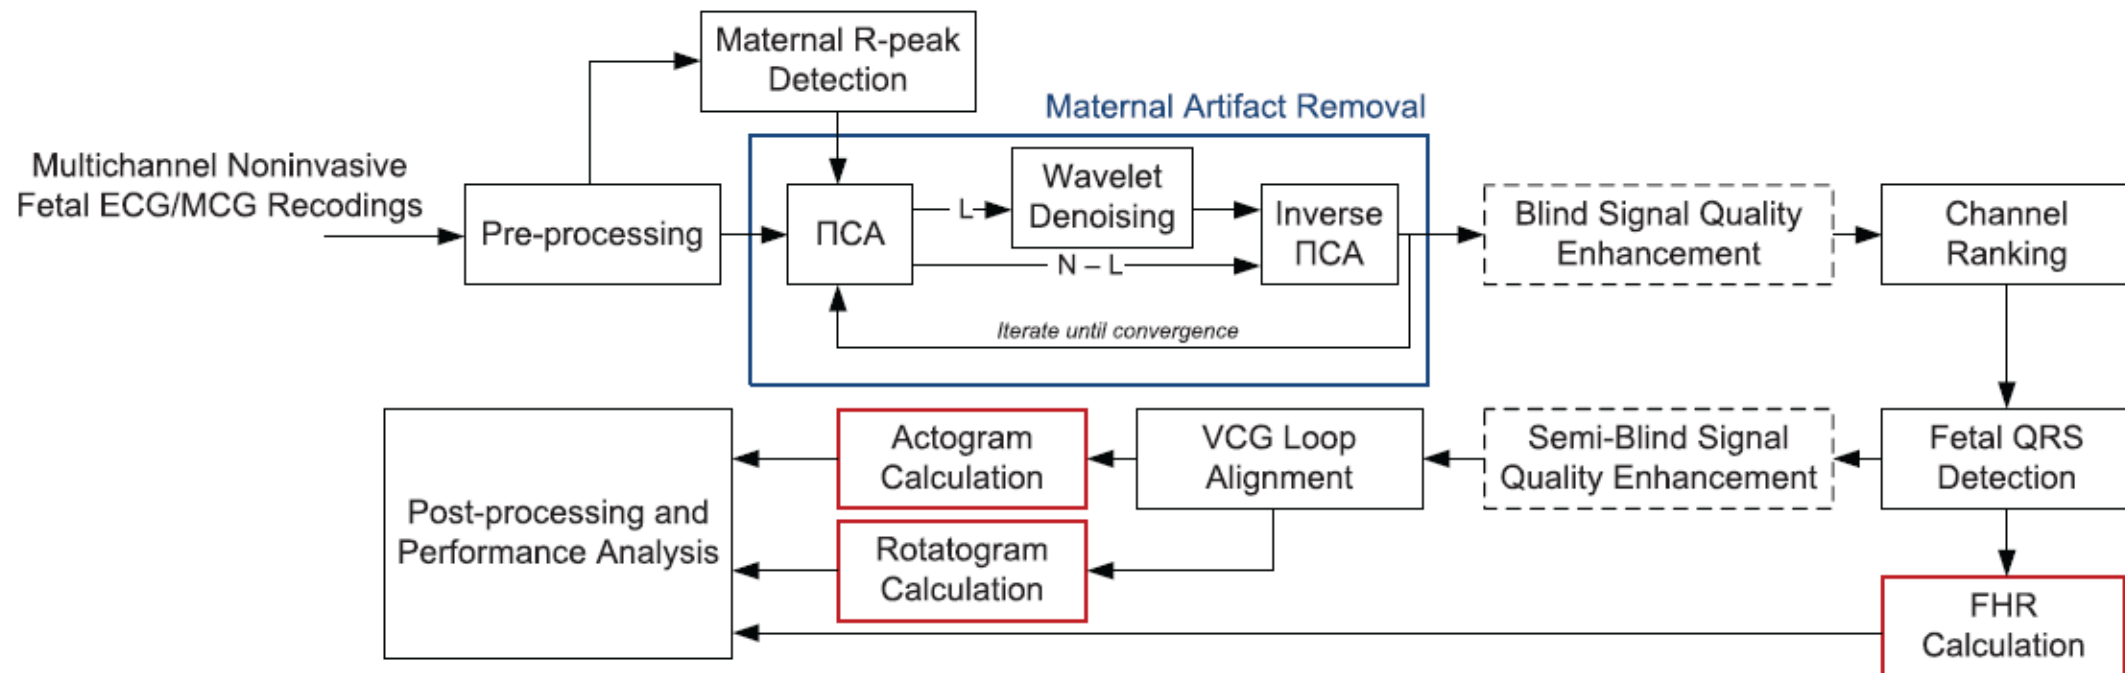 Maternal R-peak
Detection
Maternal Artifact Removal
Multichannel Noninvasive
Fetal ECG/MCG Recodings
Pre-processing
ΠCA
L
Wavelet
Denoising
N – L
Inverse
ΠCA
Iterate until convergence
Blind Signal Quality
Enhancement
Channel
Ranking
Fetal QRS
Detection
Semi-Blind Signal
Quality Enhancement
VCG Loop
Alignment
Actogram
Calculation
Rotatogram
Calculation
FHR
Calculation
Post-processing and
Performance Analysis